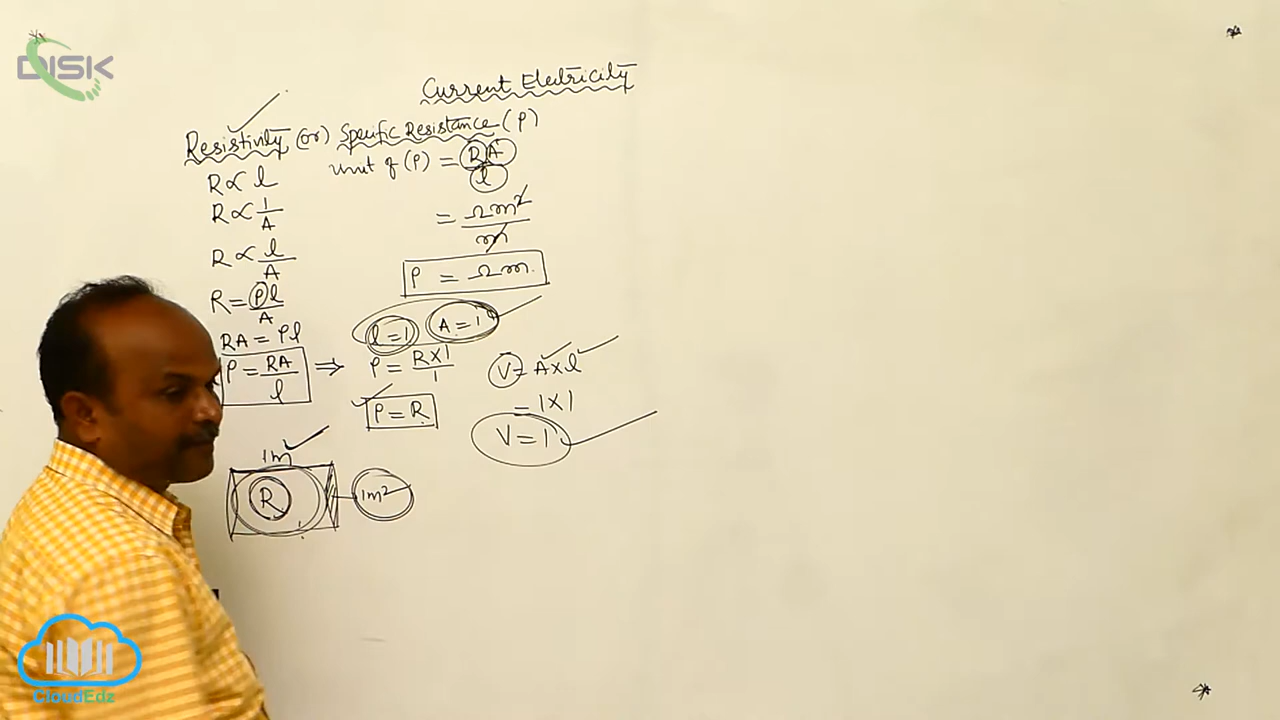 DISK
Current Electricity
Resistivity (or) Specific Resistance (ρ)
R ∝ l
R ∝ 1/A
R ∝ l/A
R = ρl/A
RA = ρl
ρ = RA/l ⇒
unit of (ρ) = RA/l
= Ωm²/m
ρ = Ωm.
l = 1 A = 1
ρ = R×1/1
ρ = R
V = A×l
= 1×1
V = 1
1m
R
1m²
CloudEdz